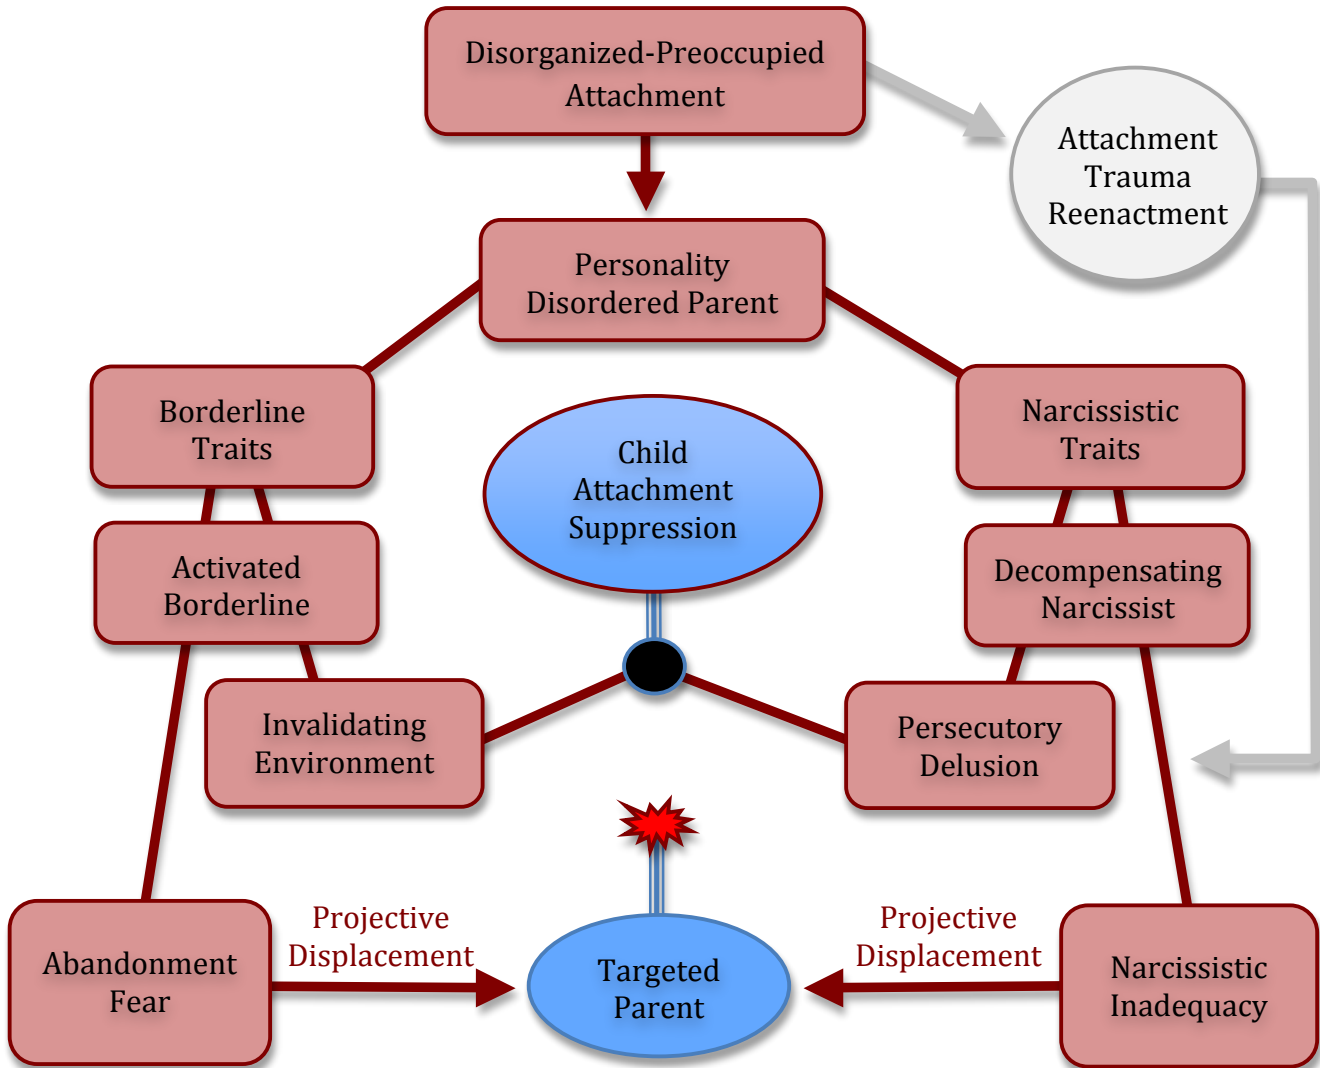 Disorganized-Preoccupied
Attachment
Attachment
Trauma
Reenactment
Personality
Disordered Parent
Borderline
Traits
Child
Attachment
Suppression
Narcissistic
Traits
Activated
Borderline
Decompensating
Narcissist
Invalidating
Environment
Persecutory
Delusion
Abandonment
Fear
Projective
Displacement
Targeted
Parent
Projective
Displacement
Narcissistic
Inadequacy